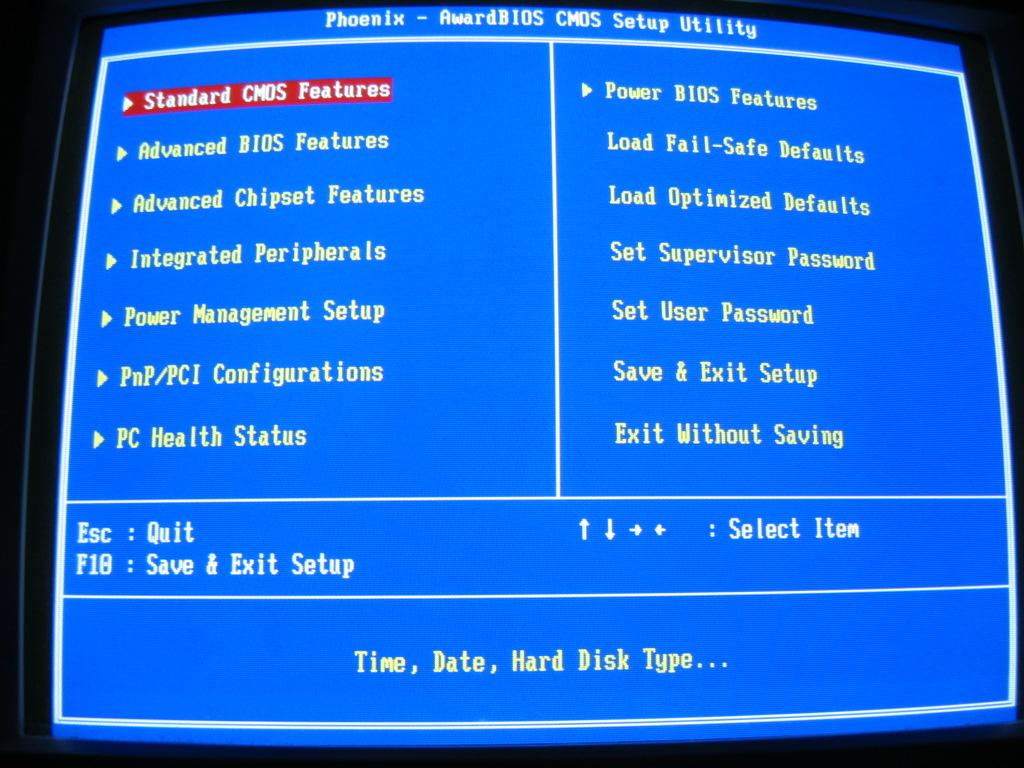 Phoenix - AwardBIOS CMOS Setup Utility
▶ Standard CMOS Features
▶ Advanced BIOS Features
▶ Advanced Chipset Features
▶ Integrated Peripherals
▶ Power Management Setup
▶ PnP/PCI Configurations
▶ PC Health Status
▶ Power BIOS Features
Load Fail-Safe Defaults
Load Optimized Defaults
Set Supervisor Password
Set User Password
Save & Exit Setup
Exit Without Saving
Esc : Quit
F10 : Save & Exit Setup
↑ ↓ → ← : Select Item
Time, Date, Hard Disk Type...